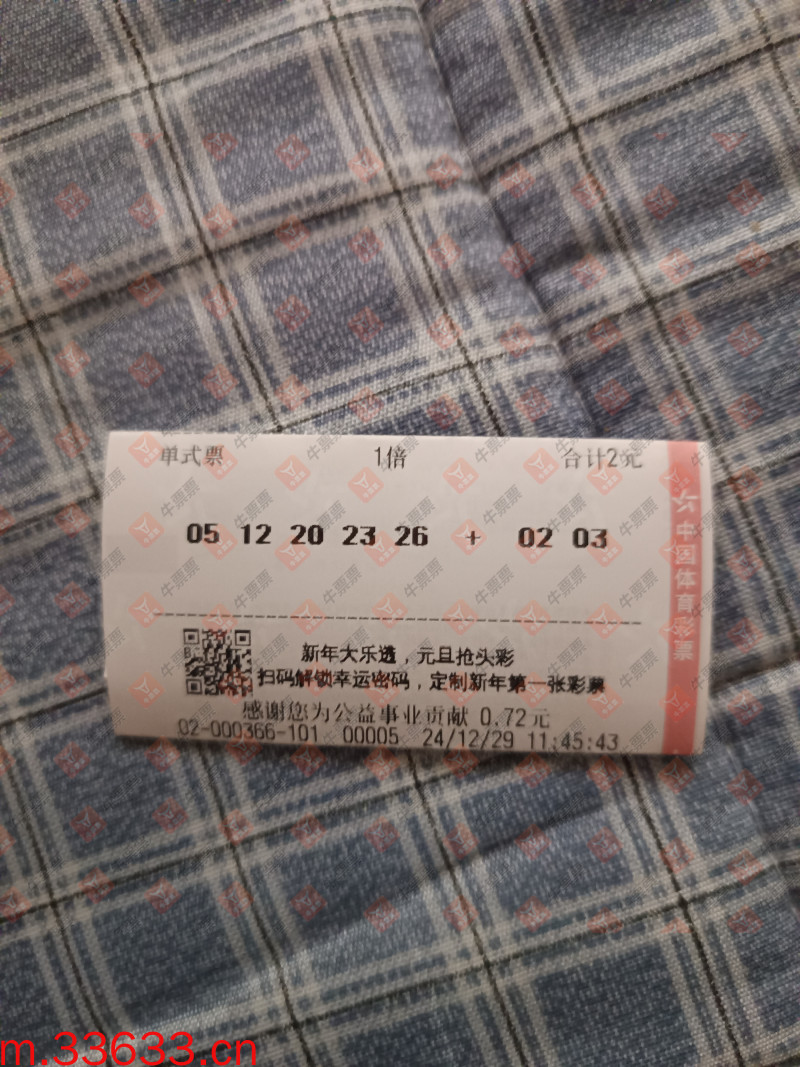 单式票 1倍 合计2元
05 12 20 23 26 + 02 03
新年大乐透，元旦抢头彩
扫码解锁幸运密码，定制新年第一张彩票
感谢您为公益事业贡献 0.72元
02-000366-101 00005 24/12/29 11:45:43
中国体育彩票
牛票票
m.33633.cn